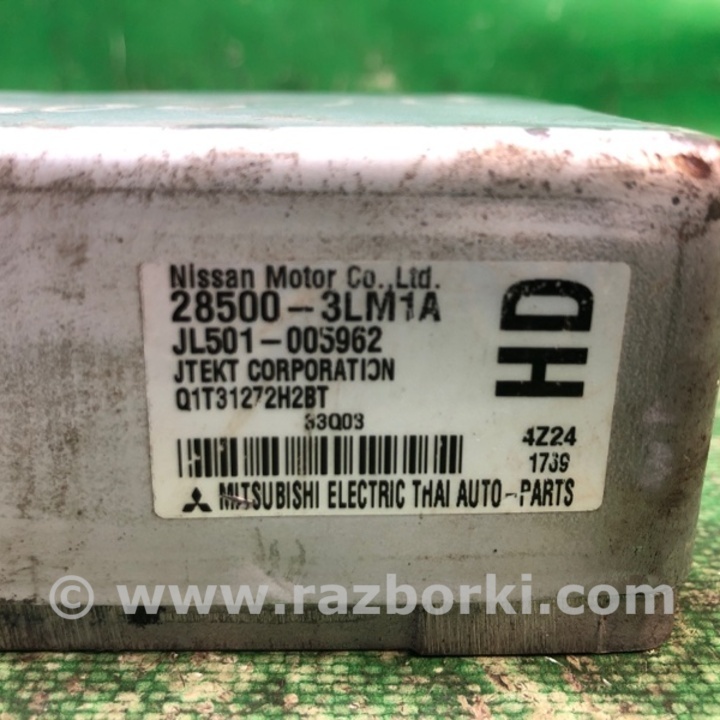 Nissan Motor Co.,Ltd.
28500-3LM1A
JL501-005962
JTEKT CORPORATION
Q1T31272H2BT
33Q03
HD
4Z24
1739
MITSUBISHI ELECTRIC THAI AUTO-PARTS
© www.razborki.com